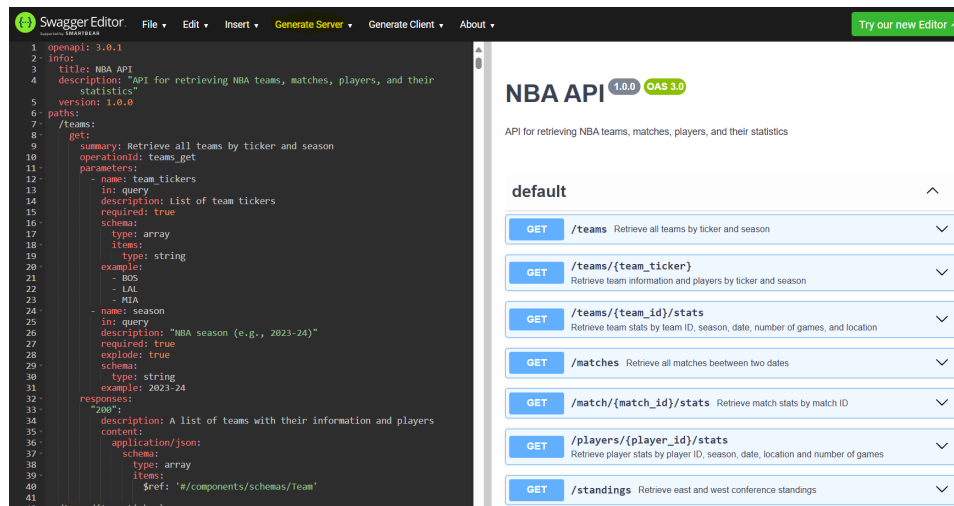 Swagger Editor.
Supported by SMARTBEAR
File ▾ Edit ▾ Insert ▾ Generate Server ▾ Generate Client ▾ About ▾
Try our new Editor
1 openapi: 3.0.1
2 info:
3 title: NBA API
4 description: "API for retrieving NBA teams, matches, players, and their
statistics"
5 version: 1.0.0
6 paths:
7 /teams:
8 get:
9 summary: Retrieve all teams by ticker and season
10 operationId: teams_get
11 parameters:
12 - name: team_tickers
13 in: query
14 description: List of team tickers
15 required: true
16 schema:
17 type: array
18 items:
19 type: string
20 example:
21 - BOS
22 - LAL
23 - MIA
24 - name: season
25 in: query
26 description: "NBA season (e.g., 2023-24)"
27 required: true
28 explode: true
29 schema:
30 type: string
31 example: 2023-24
32 responses:
33 "200":
34 description: A list of teams with their information and players
35 content:
36 application/json:
37 schema:
38 type: array
39 items:
40 $ref: '#/components/schemas/Team'
41
NBA API 1.0.0 OAS 3.0
API for retrieving NBA teams, matches, players, and their statistics
default
GET /teams Retrieve all teams by ticker and season
GET /teams/{team_ticker}
Retrieve team information and players by ticker and season
GET /teams/{team_id}/stats
Retrieve team stats by team ID, season, date, number of games, and location
GET /matches Retrieve all matches beetween two dates
GET /match/{match_id}/stats Retrieve match stats by match ID
GET /players/{player_id}/stats
Retrieve player stats by player ID, season, date, location and number of games
GET /standings Retrieve east and west conference standings